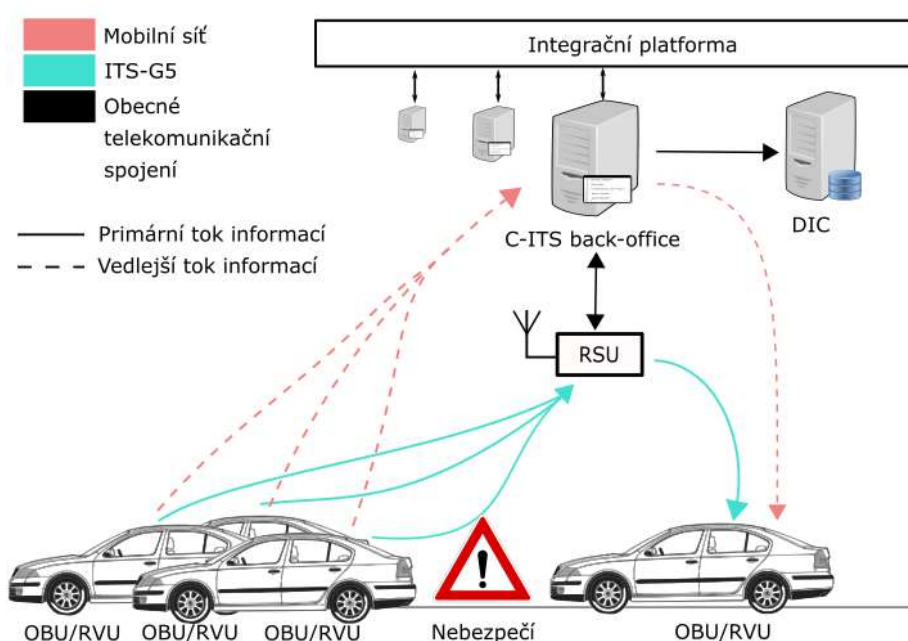 Mobilní síť
ITS-G5
Obecné
telekomunikační
spojení
Integrační platforma
Primární tok informací
Vedlejší tok informací
C-ITS back-office
DIC
RSU
OBU/RVU OBU/RVU OBU/RVU Nebezpečí OBU/RVU